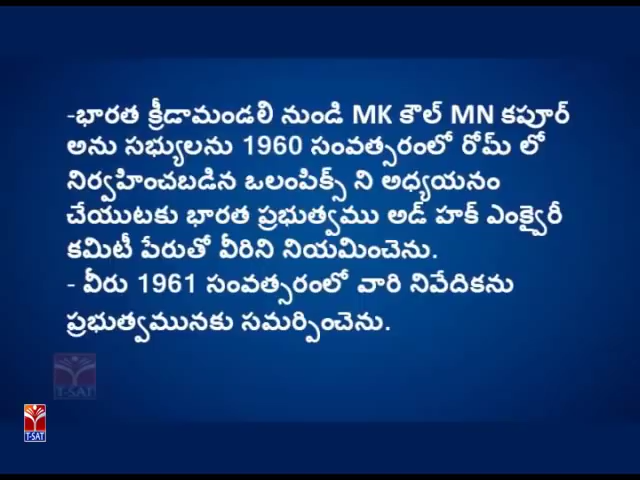 -భారత క్రీడామండలి నుండి MK కౌల్ MN కపూర్
అను సభ్యులను 1960 సంవత్సరంలో రోమ్ లో
నిర్వహించబడిన ఒలంపిక్స్ ని అధ్యయనం
చేయుటకు భారత ప్రభుత్వము అడ్ హక్ ఎంక్వైరీ
కమిటీ పేరుతో వీరిని నియమించెను.
- వీరు 1961 సంవత్సరంలో వారి నివేదికను
ప్రభుత్వమునకు సమర్పించెను.
T-SAT
T-SAT